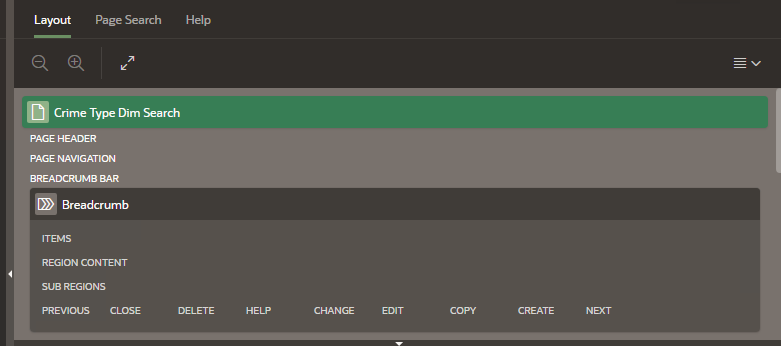 Layout Page Search Help
Crime Type Dim Search
PAGE HEADER
PAGE NAVIGATION
BREADCRUMB BAR
Breadcrumb
ITEMS
REGION CONTENT
SUB REGIONS
PREVIOUS CLOSE DELETE HELP CHANGE EDIT COPY CREATE NEXT